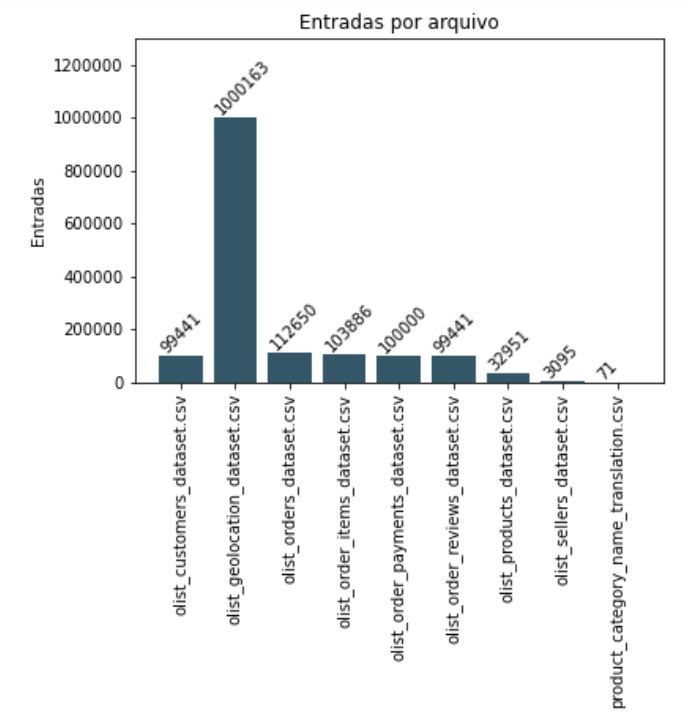 Entradas por arquivo
Entradas
1200000
1000000
800000
600000
400000
200000
0
99441
1000163
112650
103886
100000
99441
32951
3095
71
olist_customers_dataset.csv
olist_geolocation_dataset.csv
olist_orders_dataset.csv
olist_order_items_dataset.csv
olist_order_payments_dataset.csv
olist_order_reviews_dataset.csv
olist_products_dataset.csv
olist_sellers_dataset.csv
product_category_name_translation.csv